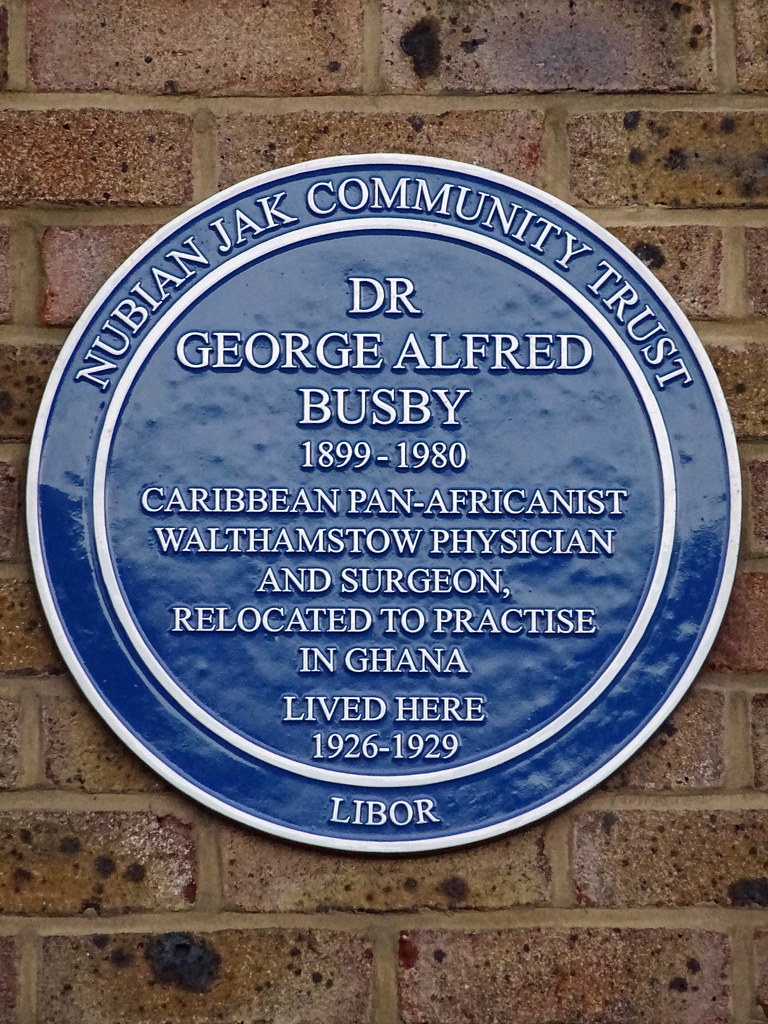 NUBIAN JAK COMMUNITY TRUST
DR
GEORGE ALFRED
BUSBY
1899-1980
CARIBBEAN PAN-AFRICANIST
WALTHAMSTOW PHYSICIAN
AND SURGEON,
RELOCATED TO PRACTISE
IN GHANA
LIVED HERE
1926-1929
LIBOR